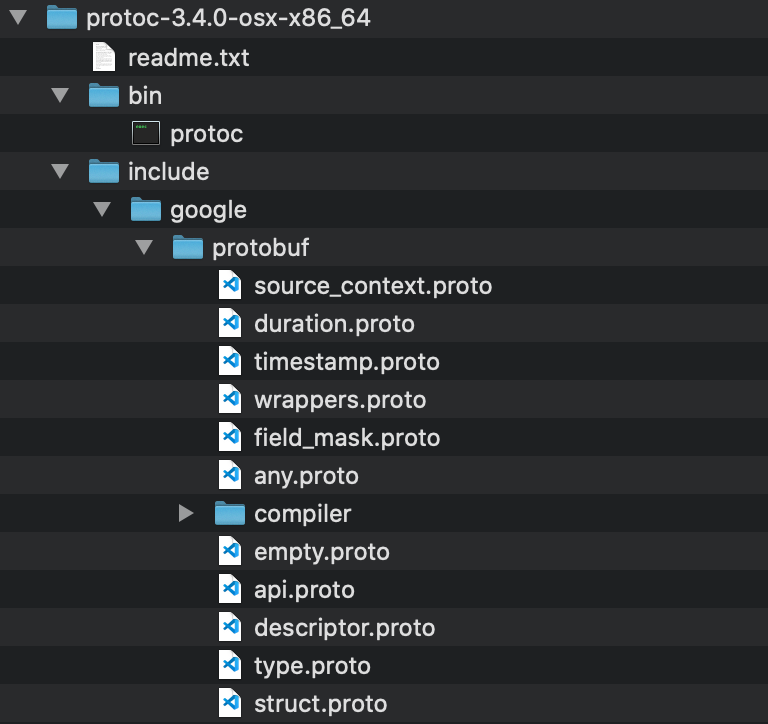 protoc-3.4.0-osx-x86_64
readme.txt
bin
protoc
include
google
protobuf
source_context.proto
duration.proto
timestamp.proto
wrappers.proto
field_mask.proto
any.proto
compiler
empty.proto
api.proto
descriptor.proto
type.proto
struct.proto